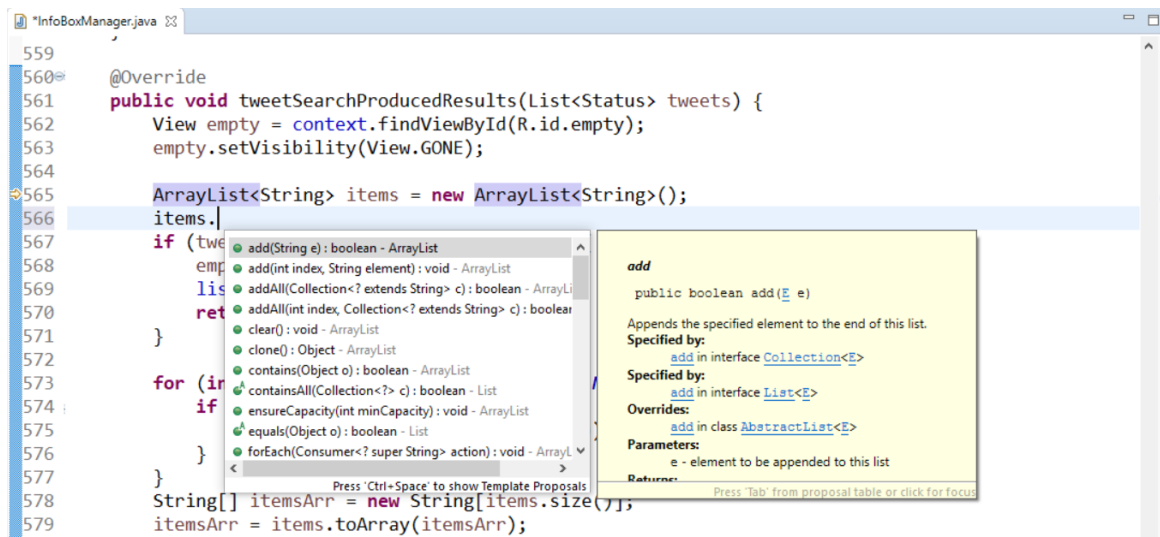 *InfoBoxManager.java
559
560 @Override
561 public void tweetSearchProducedResults(List<Status> tweets) {
562 View empty = context.findViewById(R.id.empty);
563 empty.setVisibility(View.GONE);
564
565 ArrayList<String> items = new ArrayList<String>();
566 items.
567 if (twe
568 emp
569 lis
570 ret
571 }
572
573 for (in
574 if
575 )
576 }
577 }
578 String[] itemsArr = new String[items.size()];
579 itemsArr = items.toArray(itemsArr);
add(String e) : boolean - ArrayList
add(int index, String element) : void - ArrayList
addAll(Collection<? extends String> c) : boolean - ArrayLi
addAll(int index, Collection<? extends String> c) : boolear
clear() : void - ArrayList
clone() : Object - ArrayList
contains(Object o) : boolean - ArrayList
containsAll(Collection<?> c) : boolean - List
ensureCapacity(int minCapacity) : void - ArrayList
equals(Object o) : boolean - List
forEach(Consumer<? super String> action) : void - ArrayL
Press 'Ctrl+Space' to show Template Proposals
add
public boolean add(E e)
Appends the specified element to the end of this list.
Specified by:
add in interface Collection<E>
Specified by:
add in interface List<E>
Overrides:
add in class AbstractList<E>
Parameters:
e - element to be appended to this list
Returns:
Press 'Tab' from proposal table or click for focus